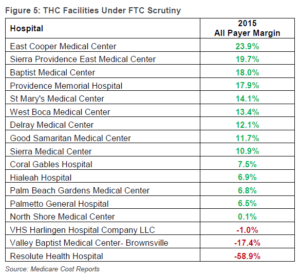 Figure 5: THC Facilities Under FTC Scrutiny
Hospital 2015 All Payer Margin
East Cooper Medical Center 23.9%
Sierra Providence East Medical Center 19.7%
Baptist Medical Center 18.0%
Providence Memorial Hospital 17.9%
St Mary's Medical Center 14.1%
West Boca Medical Center 13.4%
Delray Medical Center 12.1%
Good Samaritan Medical Center 11.7%
Sierra Medical Center 10.9%
Coral Gables Hospital 7.5%
Hialeah Hospital 6.9%
Palm Beach Gardens Medical Center 6.8%
Palmetto General Hospital 6.5%
North Shore Medical Center 0.1%
VHS Harlingen Hospital Company LLC -1.0%
Valley Baptist Medical Center- Brownsville -17.4%
Resolute Health Hospital -58.9%
Source: Medicare Cost Reports